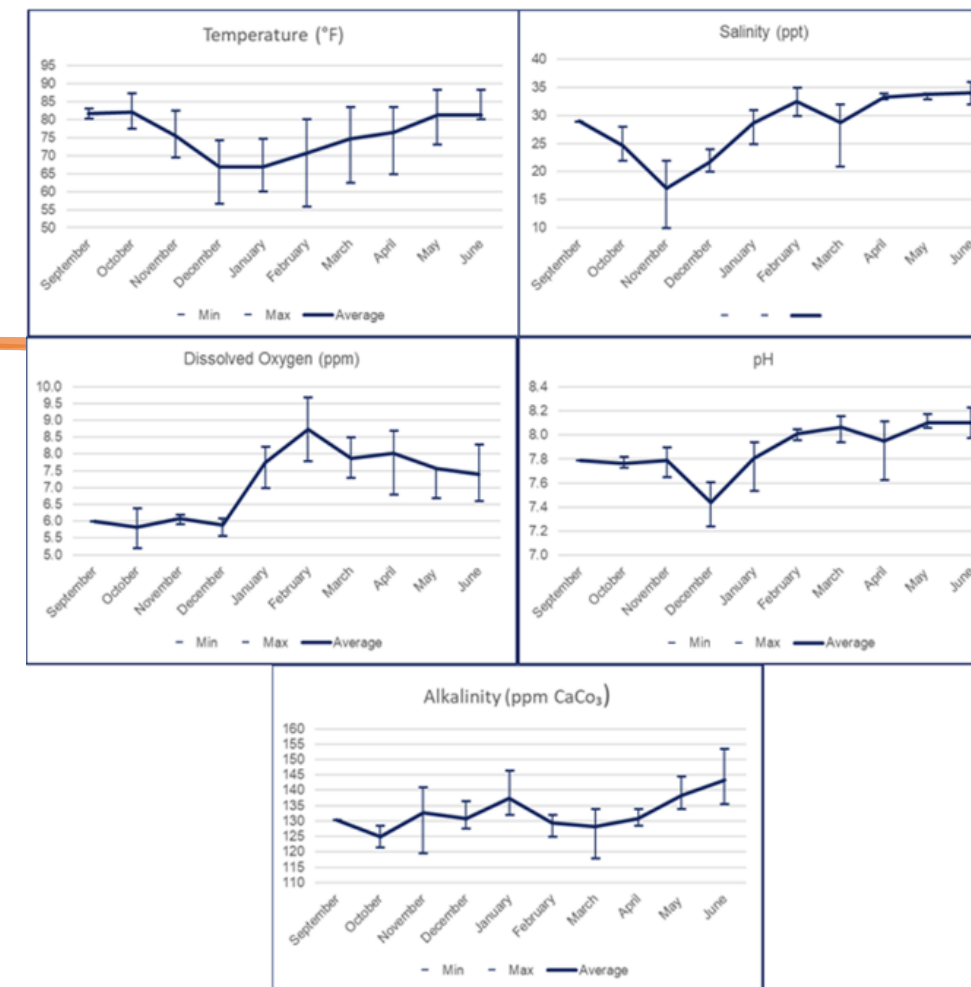 Temperature (°F)
95
90
85
80
75
70
65
60
55
50
September
October
November
December
January
February
March
April
May
June
Min Max Average
Salinity (ppt)
40
35
30
25
20
15
10
September
October
November
December
January
February
March
April
May
June
Dissolved Oxygen (ppm)
10.0
9.5
9.0
8.5
8.0
7.5
7.0
6.5
6.0
5.5
5.0
September
October
November
December
January
February
March
April
May
June
Min Max Average
pH
8.4
8.2
8.0
7.8
7.6
7.4
7.2
7.0
September
October
November
December
January
February
March
April
May
June
Min Max Average
Alkalinity (ppm CaCo₃)
160
155
150
145
140
135
130
125
120
115
110
September
October
November
December
January
February
March
April
May
June
Min Max Average